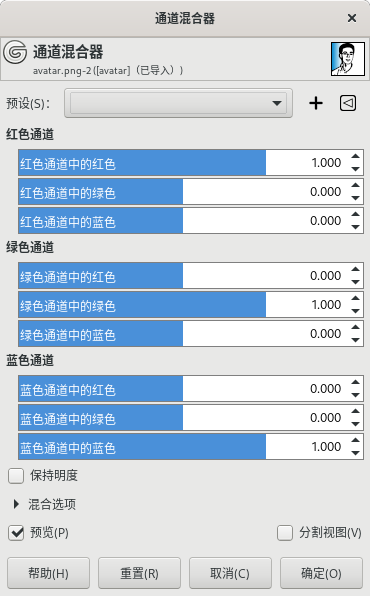 通道混合器
通道混合器
avatar.png-2 ([avatar]（已导入）)
预设(S)：
红色通道
红色通道中的红色 1.000
红色通道中的绿色 0.000
红色通道中的蓝色 0.000
绿色通道
绿色通道中的红色 0.000
绿色通道中的绿色 1.000
绿色通道中的蓝色 0.000
蓝色通道
蓝色通道中的红色 0.000
蓝色通道中的绿色 0.000
蓝色通道中的蓝色 1.000
保持明度
混合选项
预览(P) 分割视图(V)
帮助(H) 重置(R) 取消(C) 确定(O)